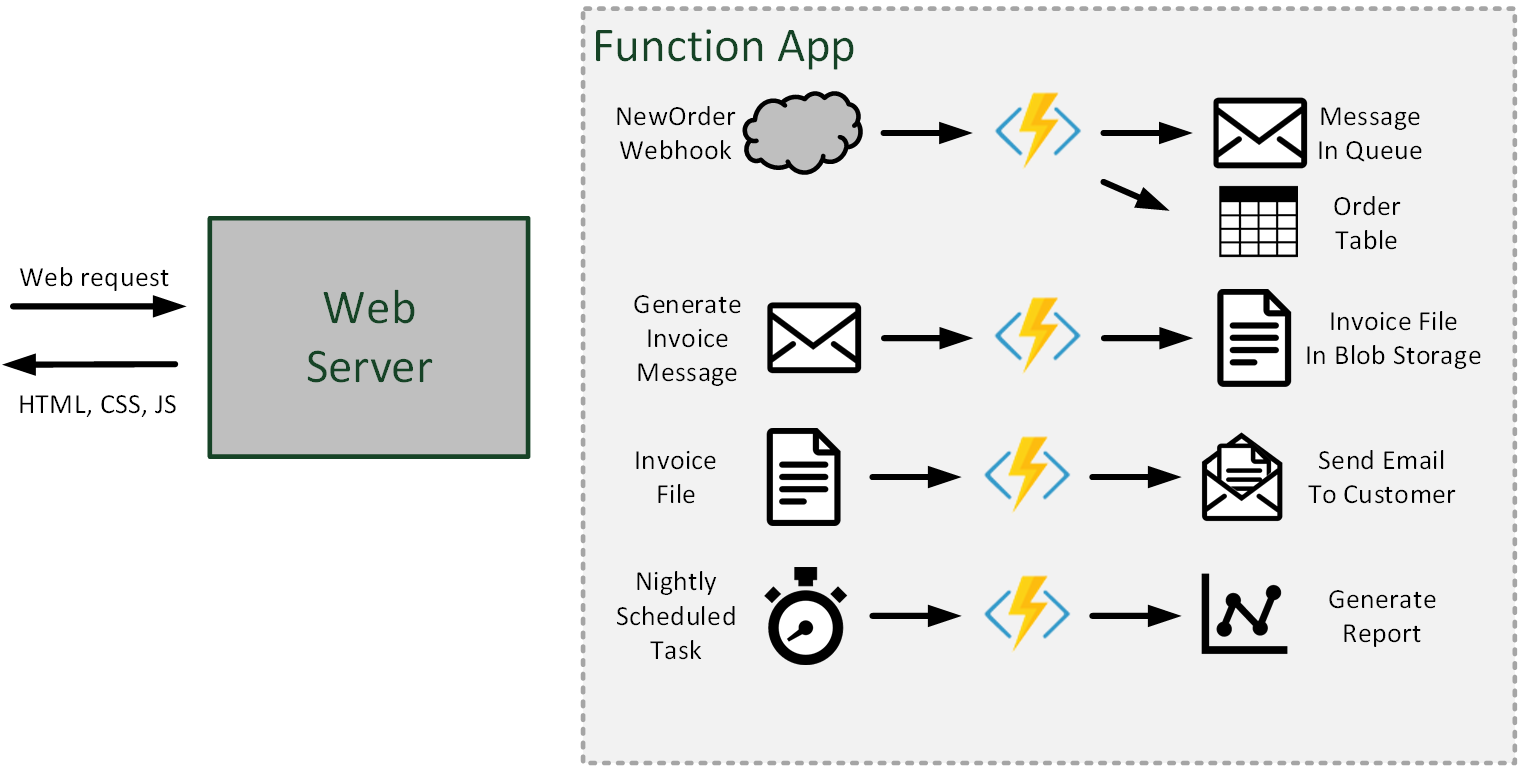 Function App
NewOrder
Webhook
Message
In Queue
Order
Table
Web request
HTML, CSS, JS
Web
Server
Generate
Invoice
Message
Invoice File
In Blob Storage
Invoice
File
Send Email
To Customer
Nightly
Scheduled
Task
Generate
Report